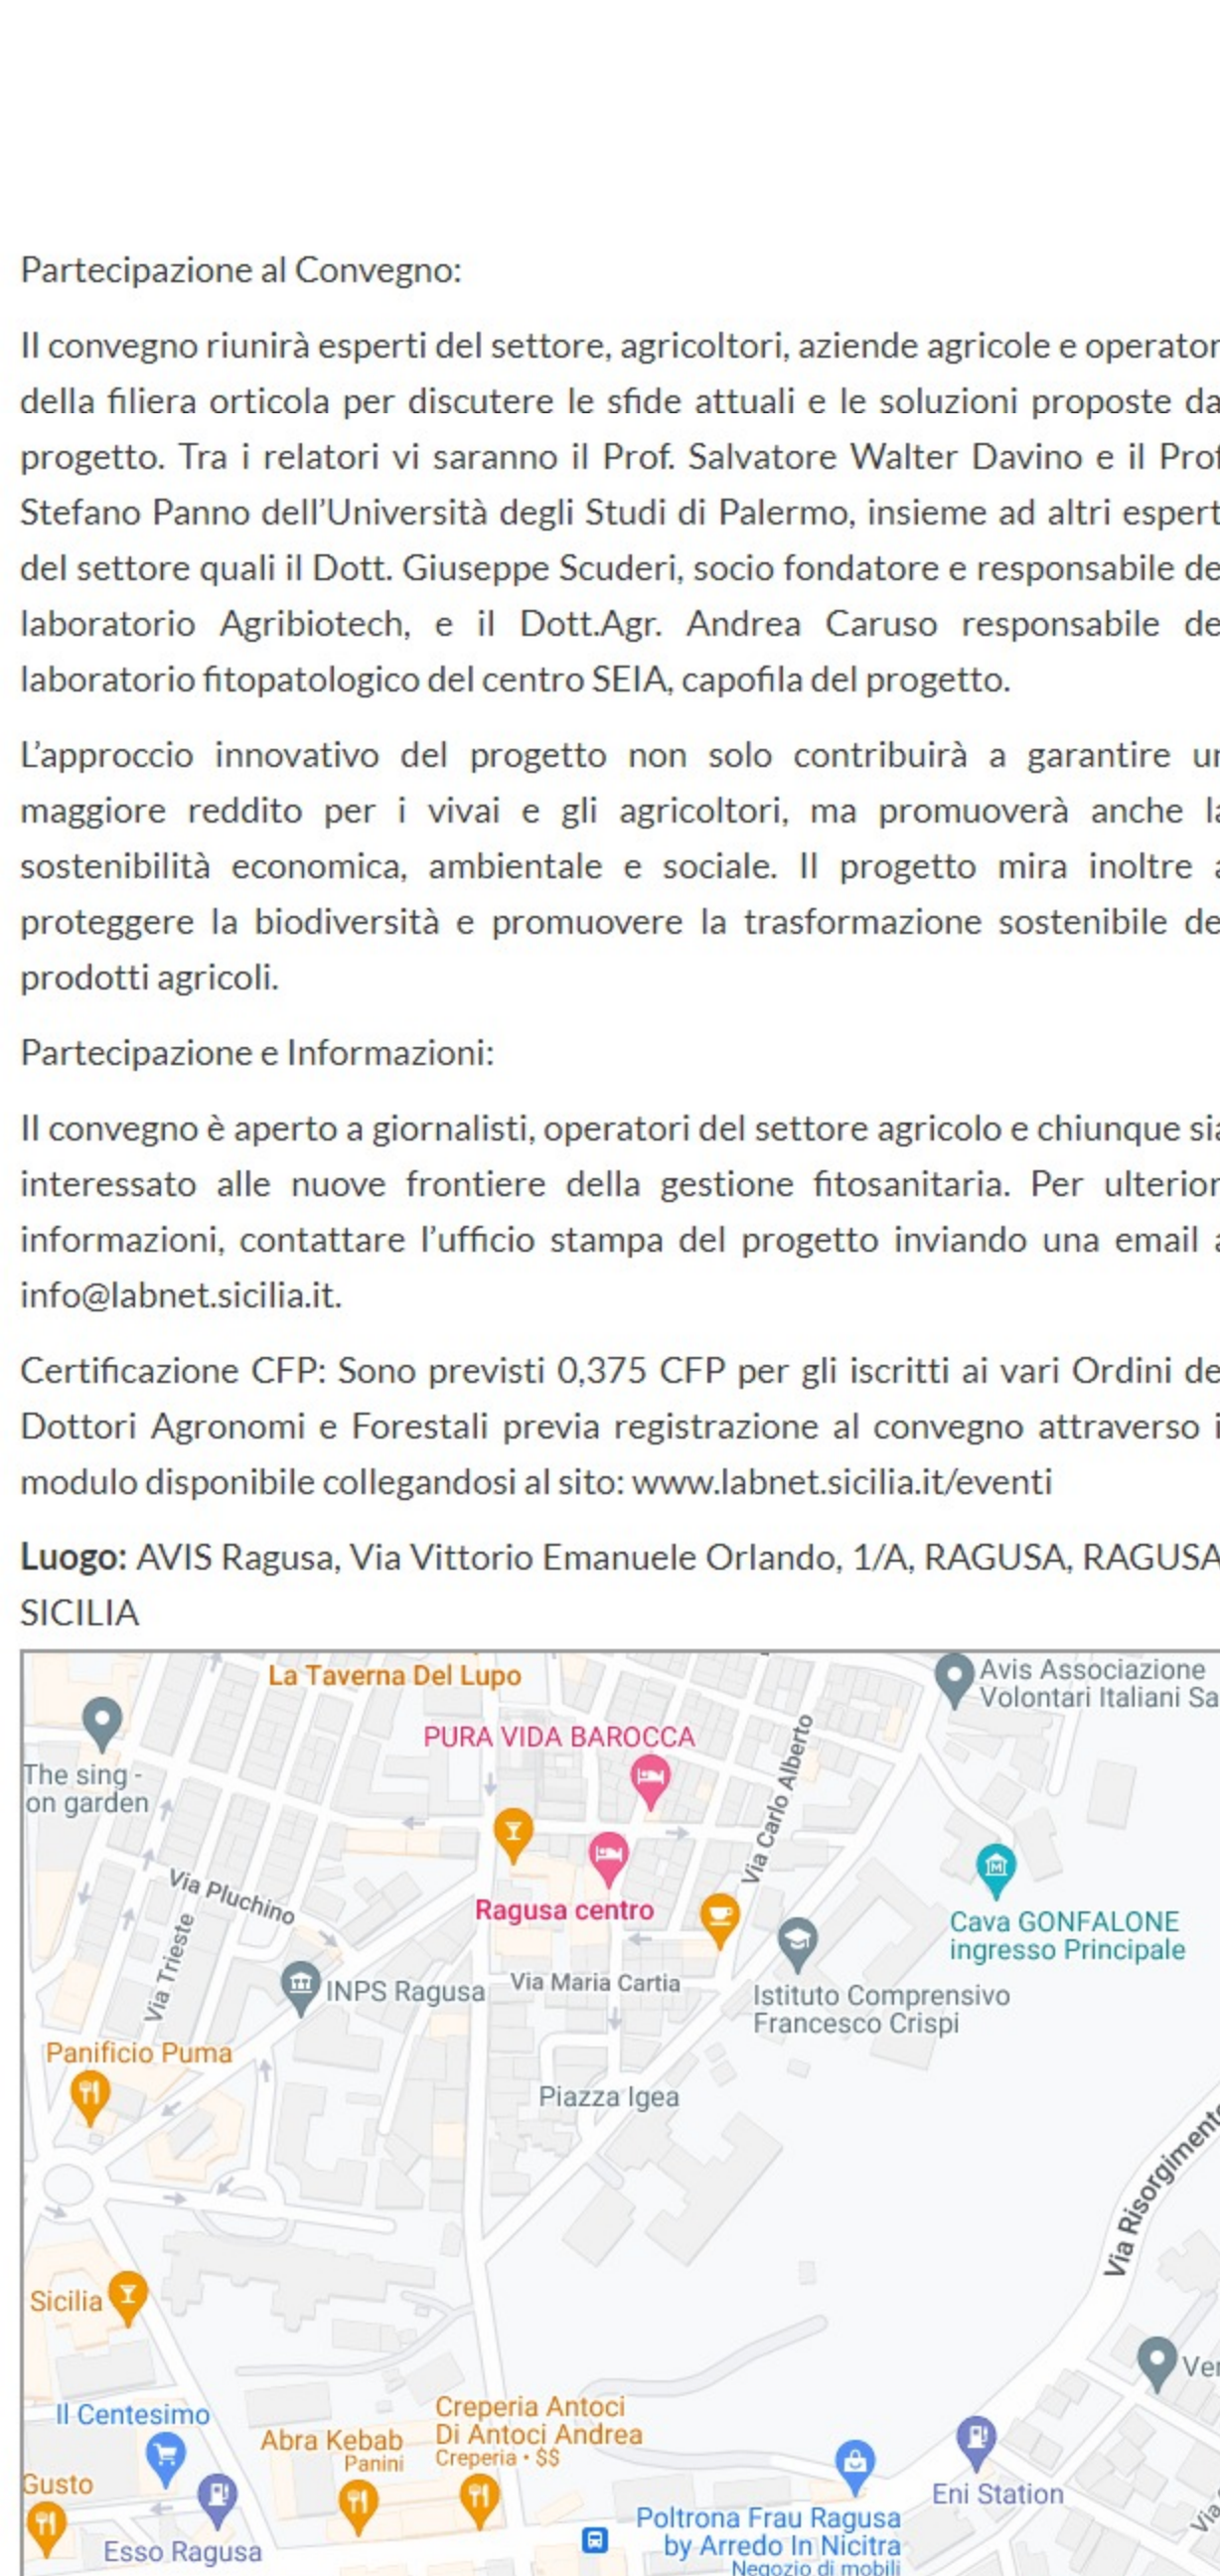 Partecipazione al Convegno:
Il convegno riunirà esperti del settore, agricoltori, aziende agricole e operator
della filiera orticola per discutere le sfide attuali e le soluzioni proposte da
progetto. Tra i relatori vi saranno il Prof. Salvatore Walter Davino e il Prof
Stefano Panno dell’Università degli Studi di Palermo, insieme ad altri espert
del settore quali il Dott. Giuseppe Scuderi, socio fondatore e responsabile de
laboratorio Agribiotech, e il Dott.Agr. Andrea Caruso responsabile de
laboratorio fitopatologico del centro SEIA, capofila del progetto.
L’approccio innovativo del progetto non solo contribuirà a garantire un
maggiore reddito per i vivai e gli agricoltori, ma promuoverà anche la
sostenibilità economica, ambientale e sociale. Il progetto mira inoltre a
proteggere la biodiversità e promuovere la trasformazione sostenibile de
prodotti agricoli.
Partecipazione e Informazioni:
Il convegno è aperto a giornalisti, operatori del settore agricolo e chiunque sia
interessato alle nuove frontiere della gestione fitosanitaria. Per ulterior
informazioni, contattare l’ufficio stampa del progetto inviando una email a
info@labnet.sicilia.it.
Certificazione CFP: Sono previsti 0,375 CFP per gli iscritti ai vari Ordini de
Dottori Agronomi e Forestali previa registrazione al convegno attraverso i
modulo disponibile collegandosi al sito: www.labnet.sicilia.it/eventi
Luogo: AVIS Ragusa, Via Vittorio Emanuele Orlando, 1/A, RAGUSA, RAGUSA
SICILIA
La Taverna Del Lupo
Avis Associazione
Volontari Italiani Sa
PURA VIDA BAROCCA
The sing -
on garden
Via Carlo Alberto
Via Pluchino
Ragusa centro
Cava GONFALONE
ingresso Principale
Via Trieste
INPS Ragusa
Via Maria Cartia
Istituto Comprensivo
Francesco Crispi
Panificio Puma
Piazza Igea
Via Risorgimento
Sicilia
Ver
Il Centesimo
Creperia Antoci
Di Antoci Andrea
Creperia • $$
Abra Kebab
Panini
Gusto
Eni Station
Poltrona Frau Ragusa
by Arredo In Nicitra
Negozio di mobili
Esso Ragusa
Via